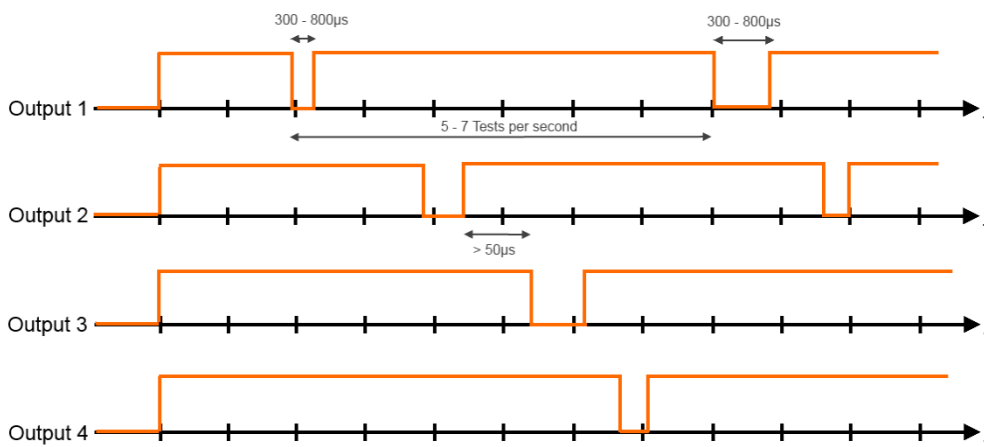 300 - 800µs
300 - 800µs
Output 1
5 - 7 Tests per second
Output 2
> 50µs
Output 3
Output 4